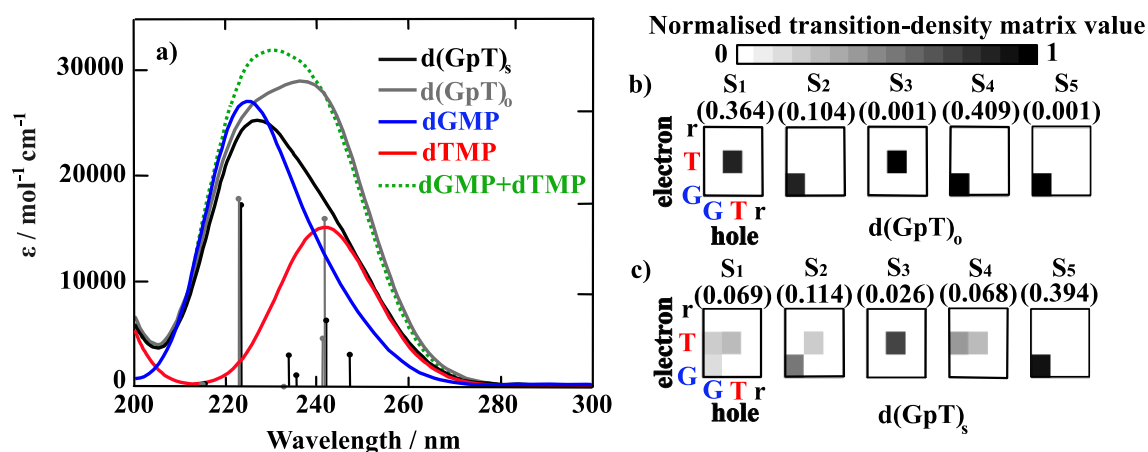 a)
d(GpT)s
d(GpT)o
dGMP
dTMP
dGMP+dTMP
ε / mol⁻¹ cm⁻¹
30000
20000
10000
0
200 220 240 260 280 300
Wavelength / nm
Normalised transition-density matrix value
0 1
b) S1 S2 S3 S4 S5
(0.364) (0.104) (0.001) (0.409) (0.001)
electron
r
T
G
G T r
hole
d(GpT)o
c) S1 S2 S3 S4 S5
(0.069) (0.114) (0.026) (0.068) (0.394)
electron
r
T
G
G T r
hole
d(GpT)s